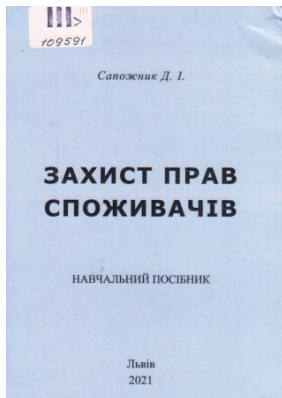 109591
Сапожник Д. І.
ЗАХИСТ ПРАВ
СПОЖИВАЧІВ
НАВЧАЛЬНИЙ ПОСІБНИК
Львів
2021